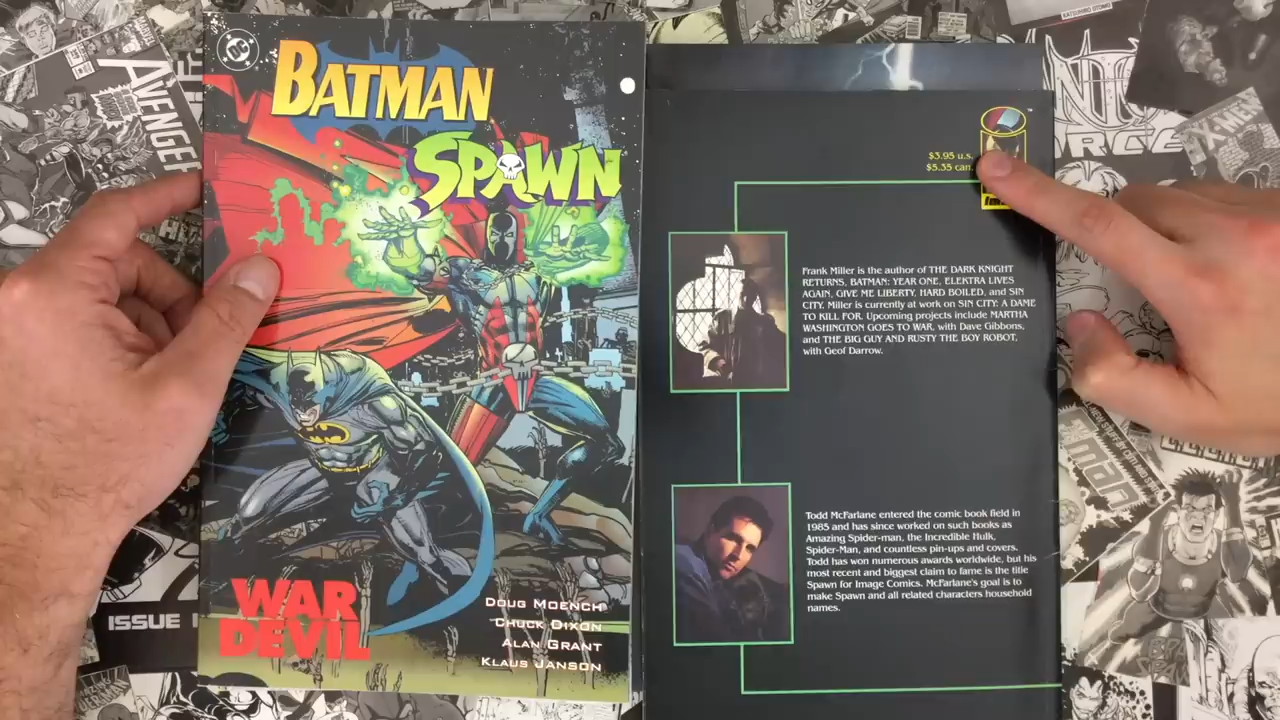 DC
BATMAN
SPAWN
WAR
DEVIL
DOUG MOENCH
CHUCK DIXON
ALAN GRANT
KLAUS JANSON
$3.95 u.s.
$5.35 can.
Frank Miller is the author of THE DARK KNIGHT
RETURNS, BATMAN: YEAR ONE, ELEKTRA LIVES
AGAIN, GIVE ME LIBERTY, HARD BOILED, and SIN
CITY. Miller is currently at work on SIN CITY: A DAME
TO KILL FOR. Upcoming projects include MARTHA
WASHINGTON GOES TO WAR, with Dave Gibbons,
and THE BIG GUY AND RUSTY THE BOY ROBOT,
with Geof Darrow.
Todd McFarlane entered the comic book field in
1985 and has since worked on such books as
Amazing Spider-man, the Incredible Hulk,
Spider-Man, and countless pin-ups and covers.
Todd has won numerous awards worldwide, but his
most recent and biggest claim to fame is the title
Spawn for Image Comics. McFarlane's goal is to
make Spawn and all related characters household
names.
AVENGE
ISSUE
KATSUHIRO OTOMO
X-MEN